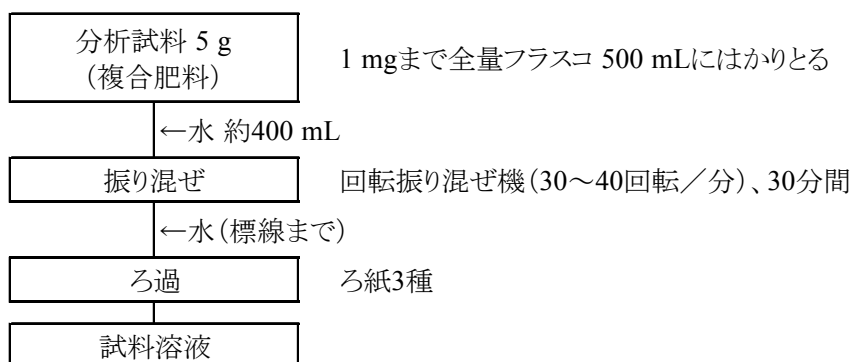 分析試料 5 g
（複合肥料）
1 mgまで全量フラスコ 500 mLにはかりとる
←水 約400 mL
振り混ぜ
回転振り混ぜ機（30～40回転／分）、30分間
←水（標線まで）
ろ過
ろ紙3種
試料溶液